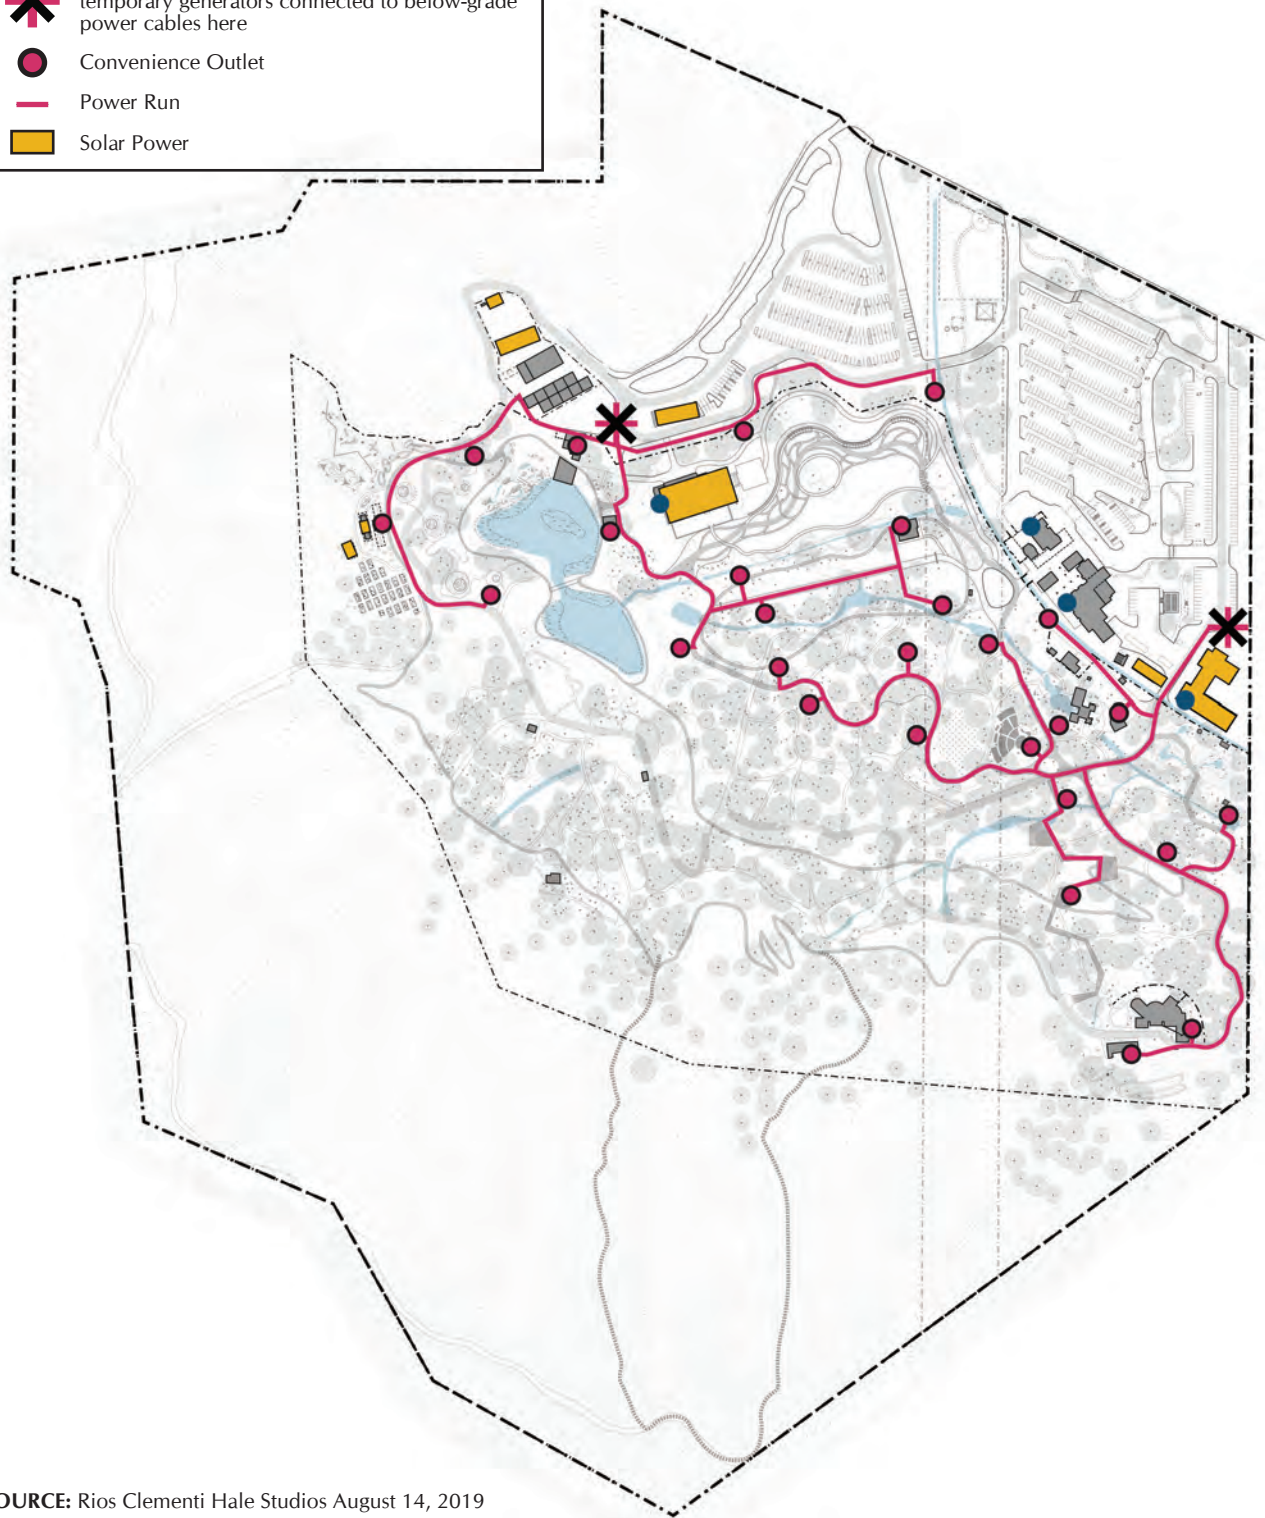 temporary generators connected to below-grade
power cables here
Convenience Outlet
Power Run
Solar Power
OURCE: Rios Clementi Hale Studios August 14, 2019